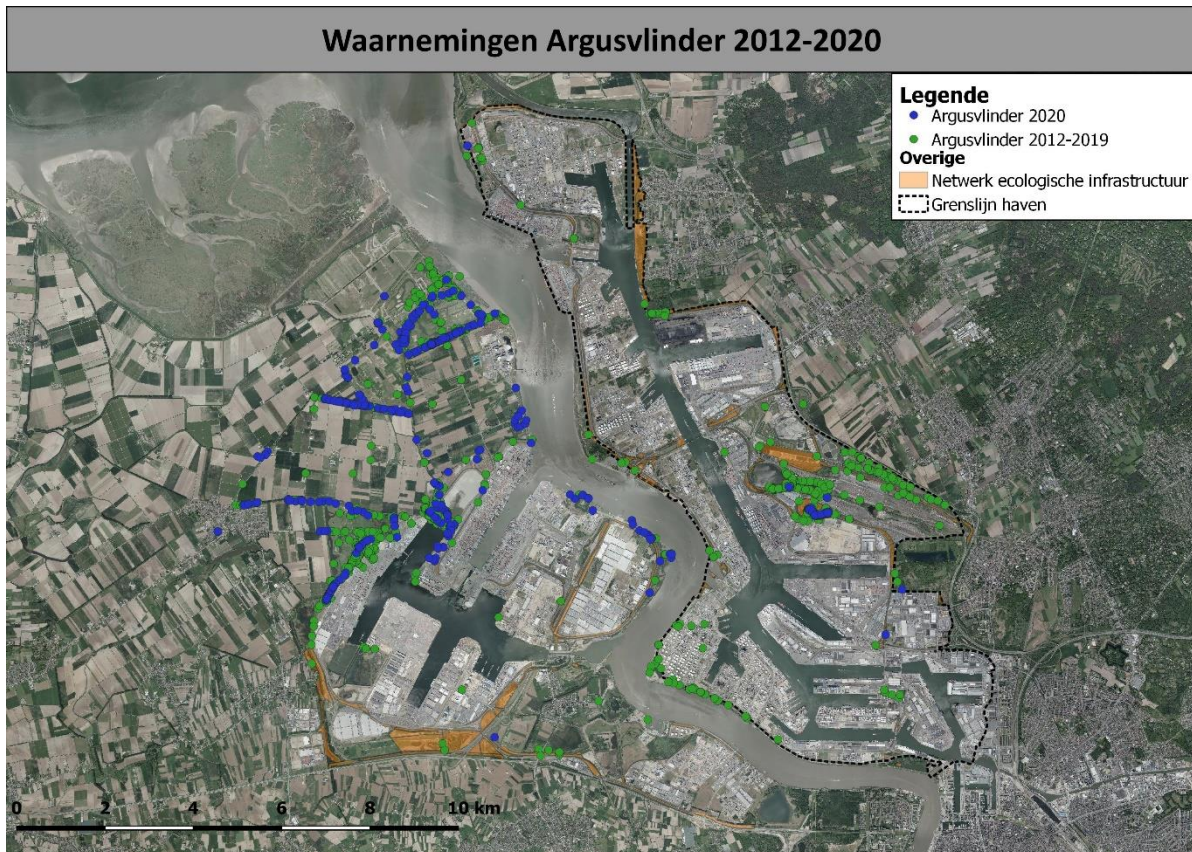 Waarnemingen Argusvlinder 2012-2020
Legende
Argusvlinder 2020
Argusvlinder 2012-2019
Overige
Netwerk ecologische infrastructuur
Grenslijn haven
0 2 4 6 8 10 km